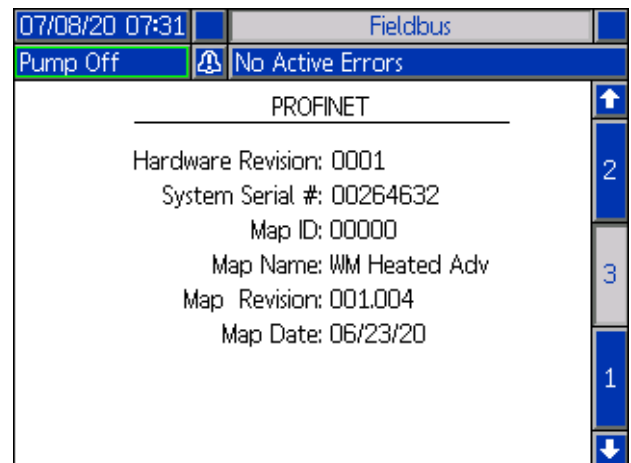 07/08/20 07:31 Fieldbus
Pump Off No Active Errors
PROFINET
Hardware Revision: 0001
System Serial #: 00264632
Map ID: 00000
Map Name: WM Heated Adv
Map Revision: 001.004
Map Date: 06/23/20
2
3
1